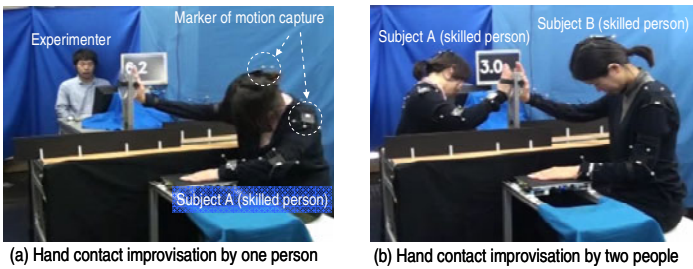 Marker of motion capture
Experimenter
6.2
Subject A (skilled person)
(a) Hand contact improvisation by one person
Subject B (skilled person)
Subject A (skilled person)
3.0
(b) Hand contact improvisation by two people